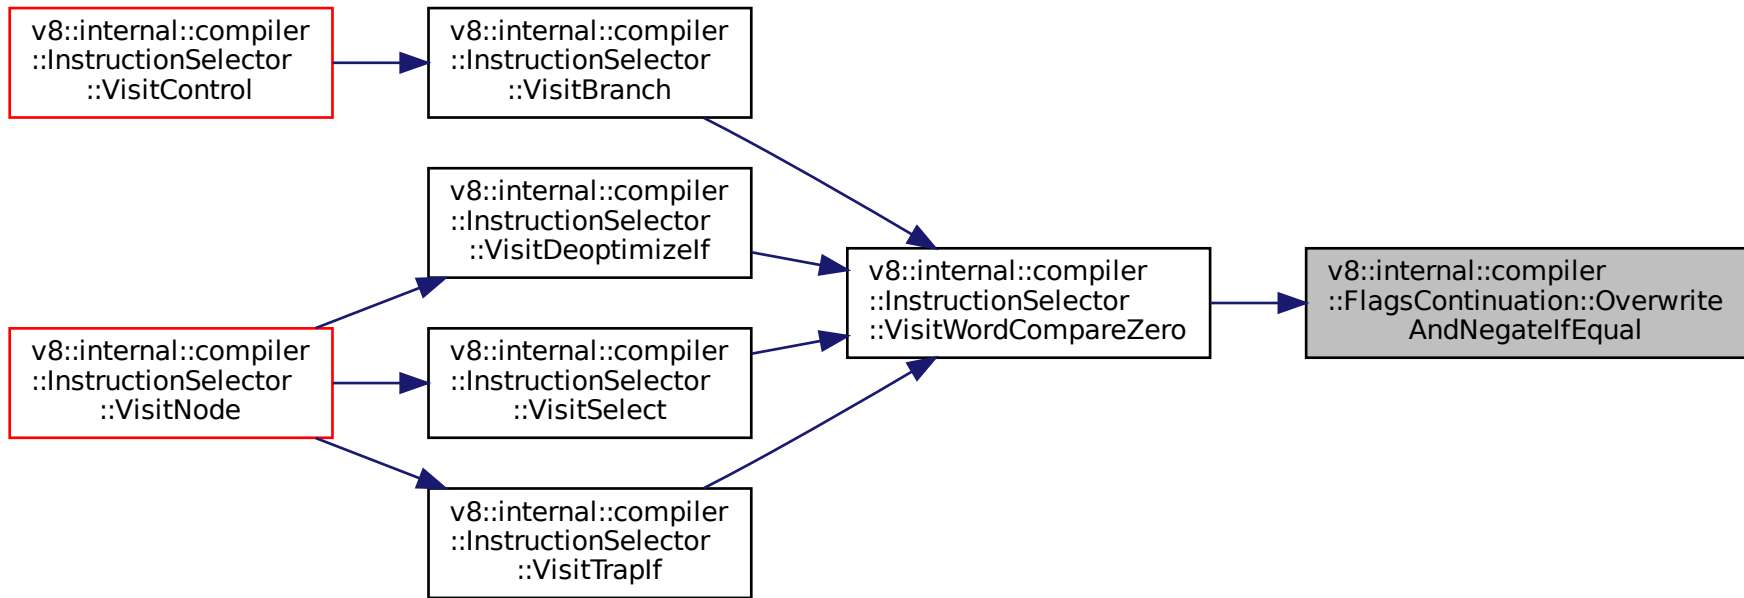 v8::internal::compiler
::InstructionSelector
::VisitControl
v8::internal::compiler
::InstructionSelector
::VisitBranch
v8::internal::compiler
::InstructionSelector
::VisitDeoptimizeIf
v8::internal::compiler
::InstructionSelector
::VisitNode
v8::internal::compiler
::InstructionSelector
::VisitSelect
v8::internal::compiler
::InstructionSelector
::VisitTrapIf
v8::internal::compiler
::InstructionSelector
::VisitWordCompareZero
v8::internal::compiler
::FlagsContinuation::Overwrite
AndNegateIfEqual